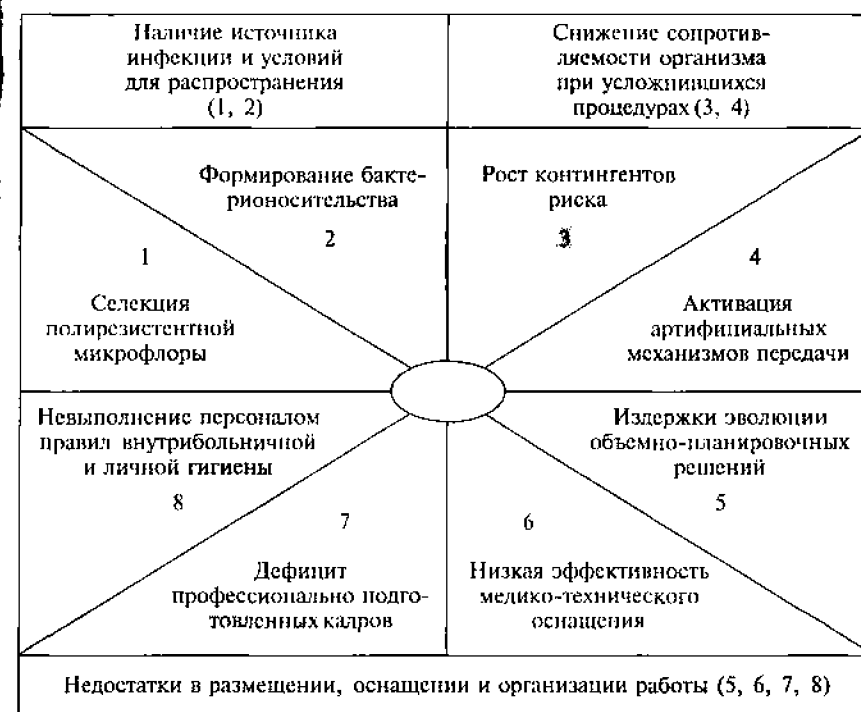 Наличие источника
инфекции и условий
для распространения
(1, 2)
Снижение сопротив-
ляемости организма
при усложнившихся
процедурах (3, 4)
Формирование бакте-
рионосительства
2
Рост контингентов
риска
3
1
Селекция
полирезистентной
микрофлоры
4
Активация
артифициальных
механизмов передачи
Невыполнение персоналом
правил внутрибольничной
и личной гигиены
8
Издержки эволюции
объемно-планировочных
решений
5
7
Дефицит
профессионально подго-
товленных кадров
6
Низкая эффективность
медико-технического
оснащения
Недостатки в размещении, оснащении и организации работы (5, 6, 7, 8)